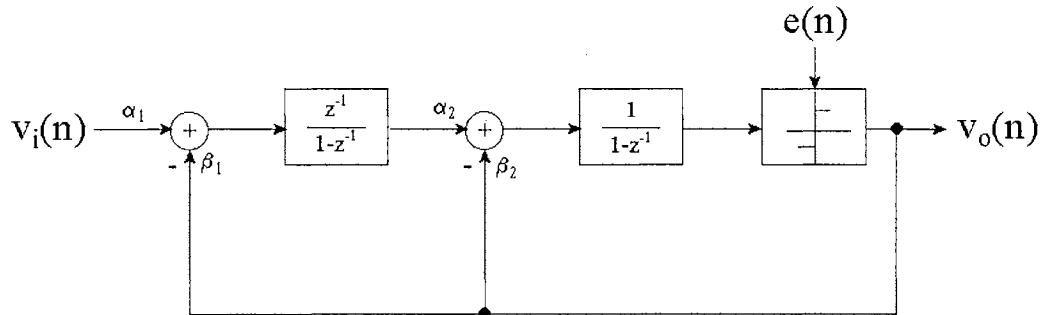 e(n)
v_i(n)
α_1
+
-
β_1
z^{-1}
1-z^{-1}
α_2
+
-
β_2
1
1-z^{-1}
v_o(n)